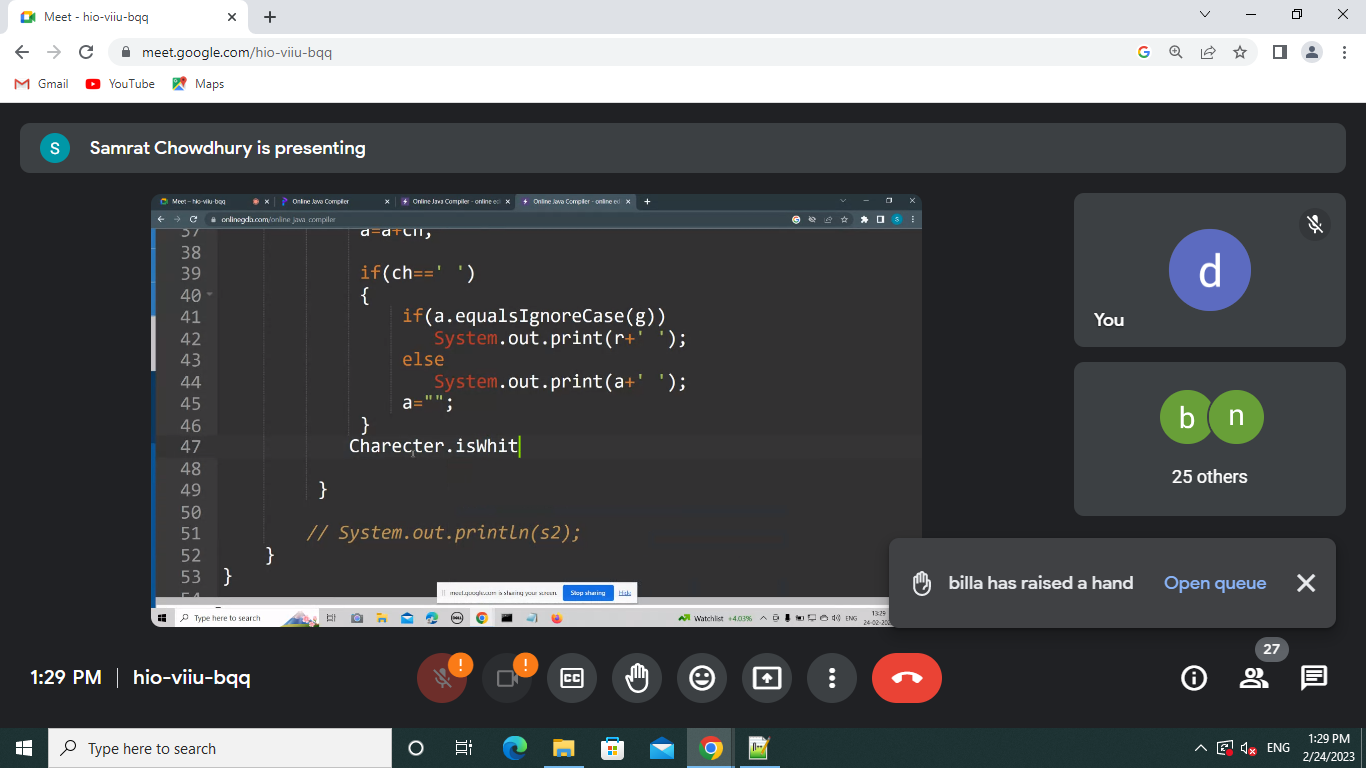 Meet - hio-viiu-bqq
meet.google.com/hio-viiu-bqq
Gmail YouTube Maps
S Samrat Chowdhury is presenting
Meet - hio-viiu-bqq Online Java Compiler Online Java Compiler - online edi Online Java Compiler - online edi
onlinegdb.com/online_java_compiler
37 a=a+ch;
38
39 if(ch==' ')
40 {
41 if(a.equalsIgnoreCase(g))
42 System.out.print(r+' ');
43 else
44 System.out.print(a+' ');
45 a="";
46 }
47 Charecter.isWhit
48
49 }
50
51 // System.out.println(s2);
52 }
53 }
54
meet.google.com is sharing your screen. Stop sharing Hide
Type here to search Watchlist +4.03% ENG 13:29
d
You
b n
25 others
billa has raised a hand Open queue
1:29 PM | hio-viiu-bqq
CC
27
Type here to search
ENG
1:29 PM
2/24/2023